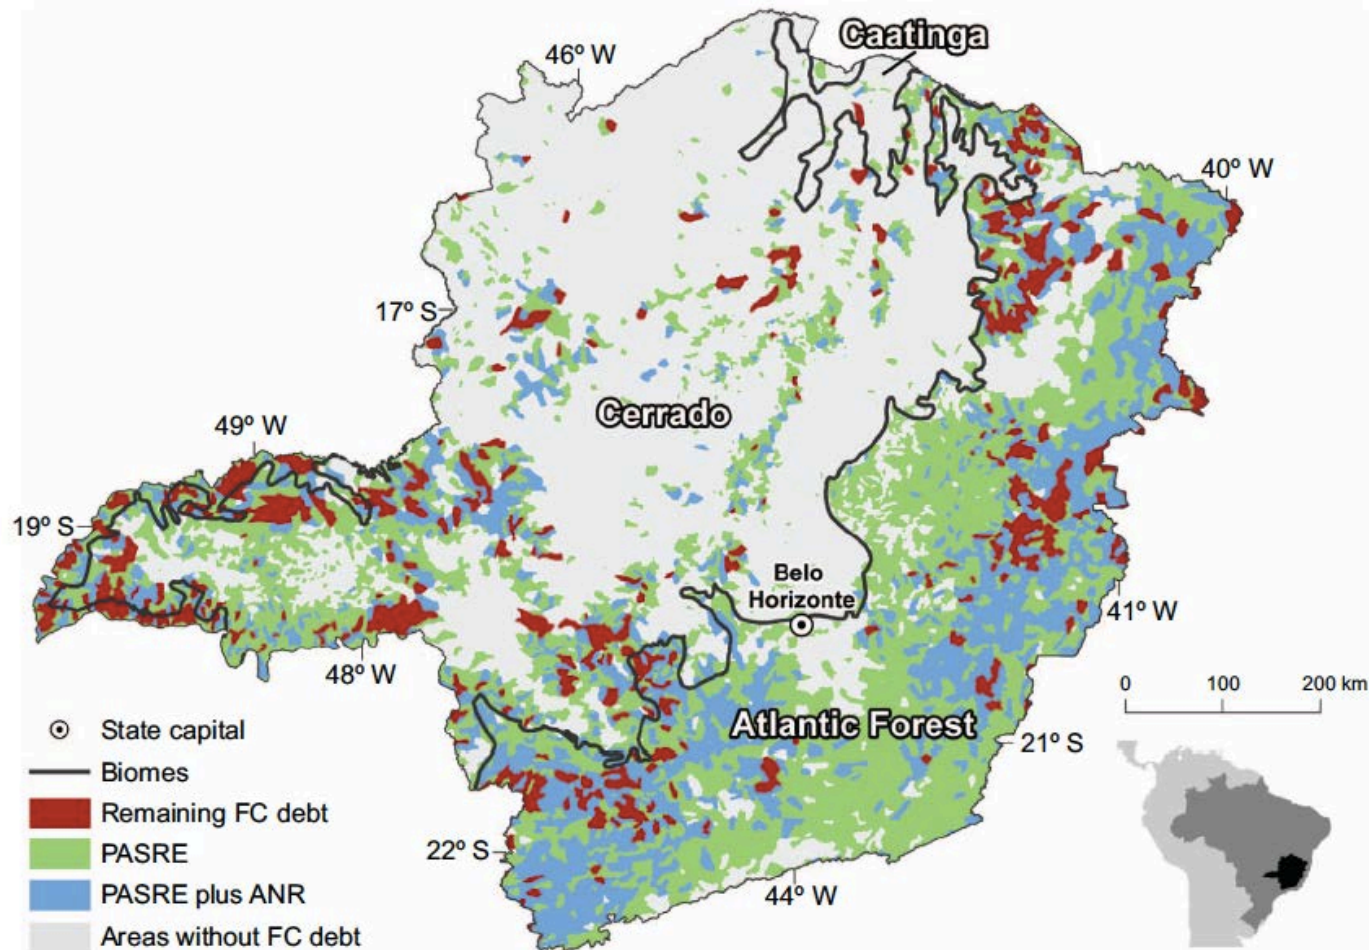 Caatinga
46º W
40º W
17º S
Cerrado
49º W
19º S
Belo
Horizonte
41º W
48º W
0 100 200 km
State capital
Atlantic Forest
21º S
Biomes
Remaining FC debt
PASRE
22º S
PASRE plus ANR
44º W
Areas without FC debt